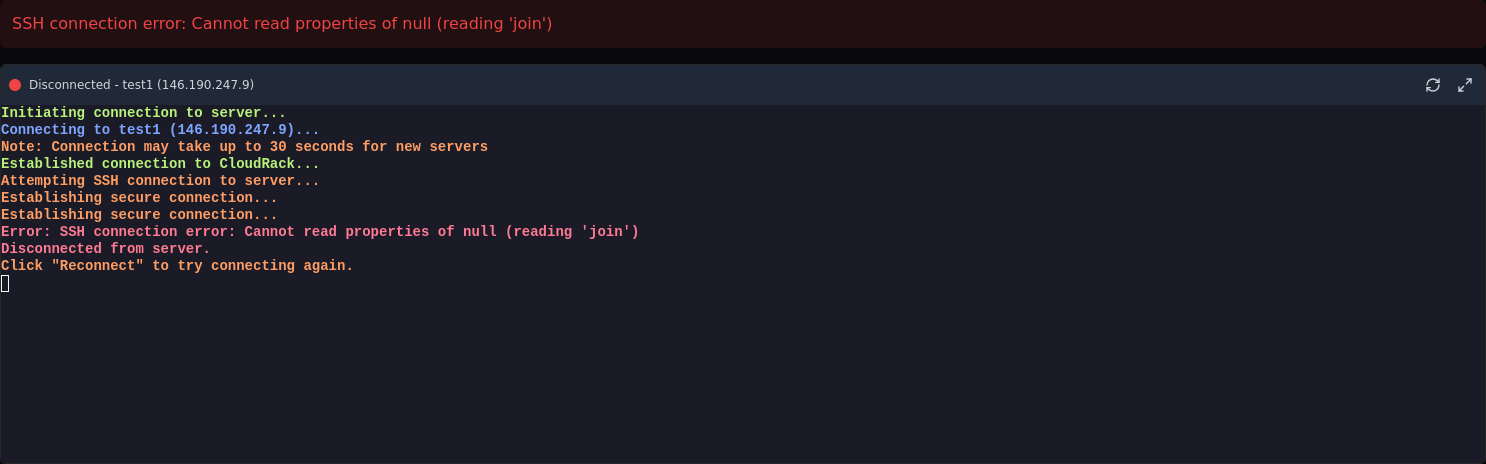 SSH connection error: Cannot read properties of null (reading 'join')
Disconnected - test1 (146.190.247.9)
Initiating connection to server...
Connecting to test1 (146.190.247.9)...
Note: Connection may take up to 30 seconds for new servers
Established connection to CloudRack...
Attempting SSH connection to server...
Establishing secure connection...
Establishing secure connection...
Error: SSH connection error: Cannot read properties of null (reading 'join')
Disconnected from server.
Click "Reconnect" to try connecting again.